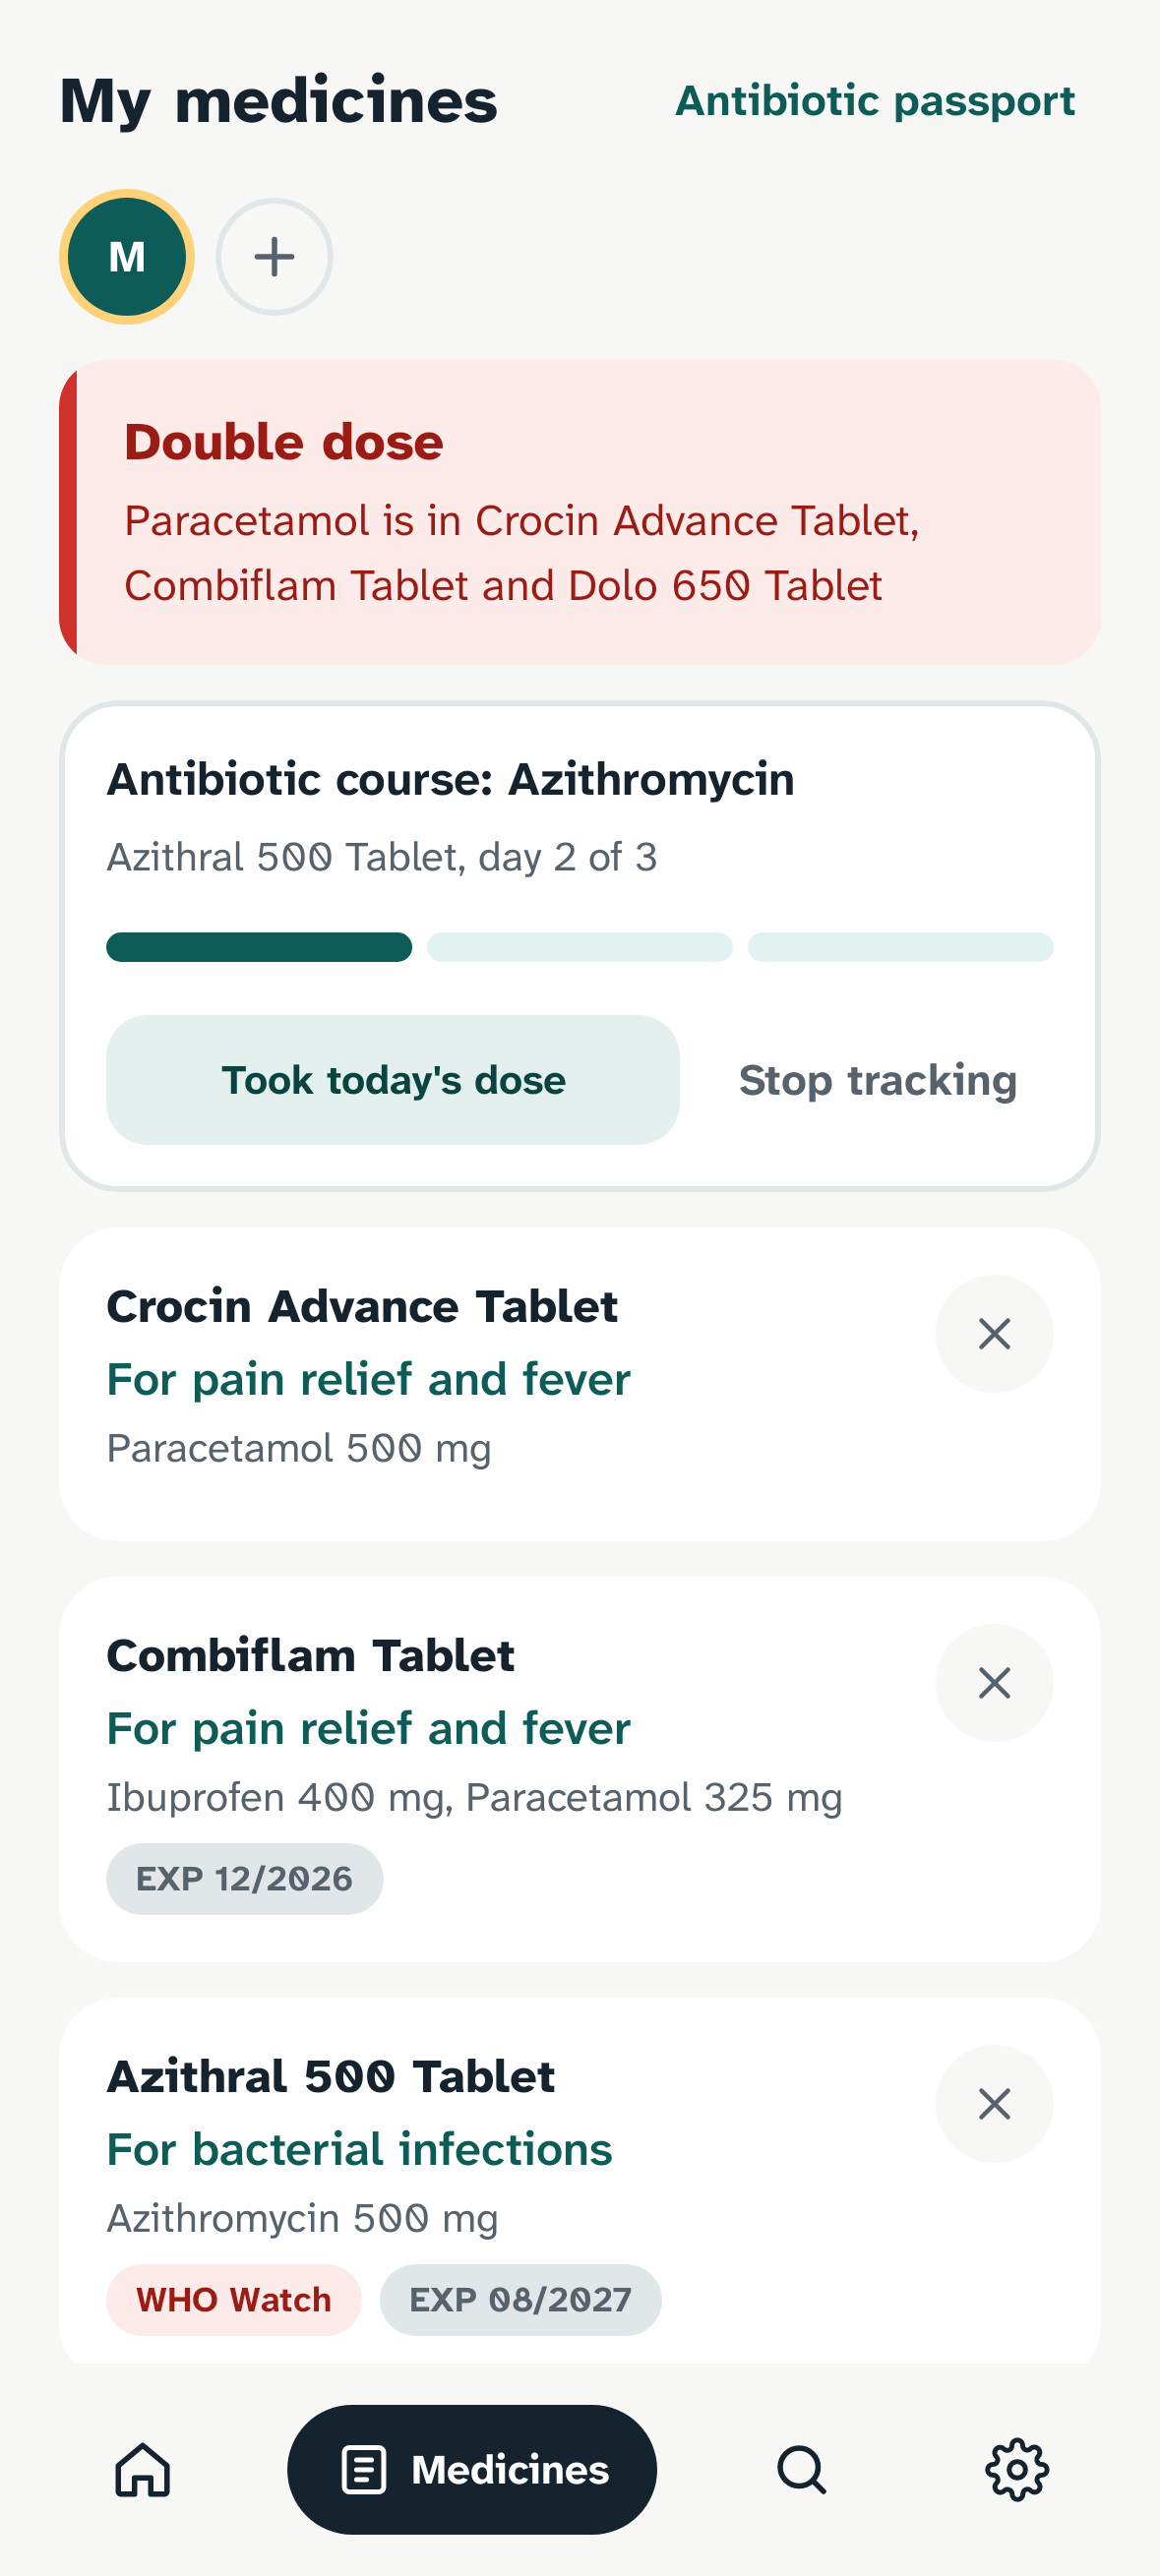 My medicines
Antibiotic passport
M
Double dose
Paracetamol is in Crocin Advance Tablet,
Combiflam Tablet and Dolo 650 Tablet
Antibiotic course: Azithromycin
Azithral 500 Tablet, day 2 of 3
Took today's dose
Stop tracking
Crocin Advance Tablet
For pain relief and fever
Paracetamol 500 mg
Combiflam Tablet
For pain relief and fever
Ibuprofen 400 mg, Paracetamol 325 mg
EXP 12/2026
Azithral 500 Tablet
For bacterial infections
Azithromycin 500 mg
WHO Watch
EXP 08/2027
Medicines